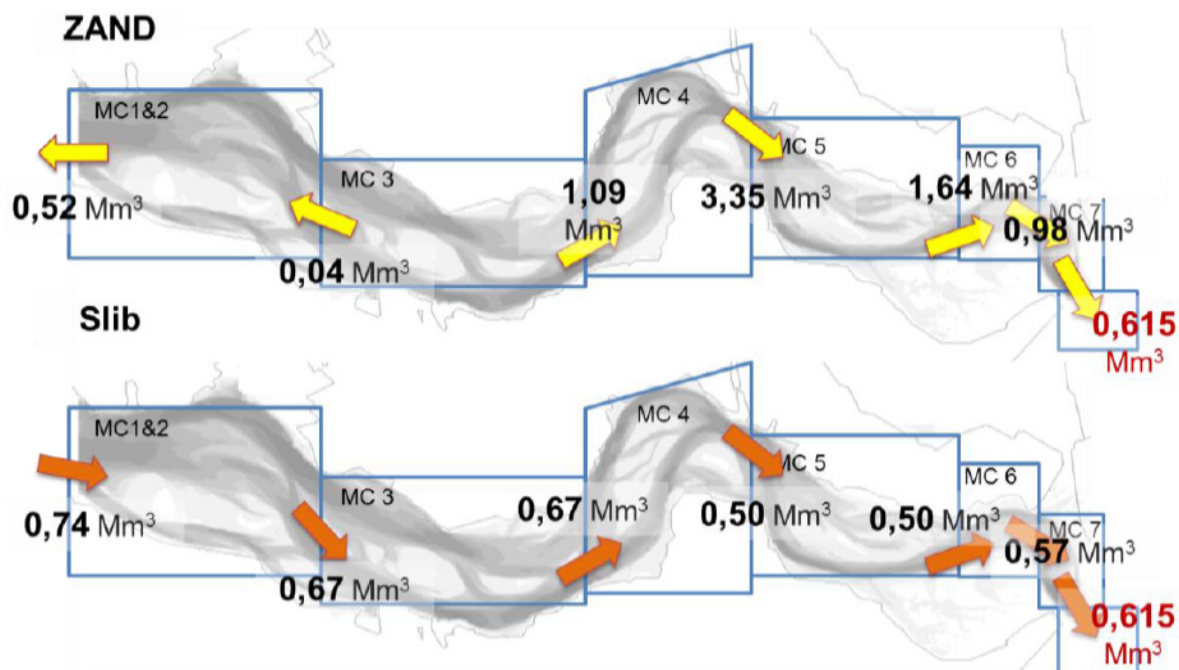 ZAND
MC1&2
0,52 Mm³
MC 3
0,04 Mm³
1,09
Mm³
MC 4
3,35 Mm³
MC 5
1,64 Mm³
MC 6
0,98 Mm³
MC 7
0,615
Mm³
Slib
MC1&2
0,74 Mm³
MC 3
0,67 Mm³
0,67 Mm³
MC 4
0,50 Mm³
MC 5
0,50 Mm³
MC 6
0,57 Mm³
MC 7
0,615
Mm³